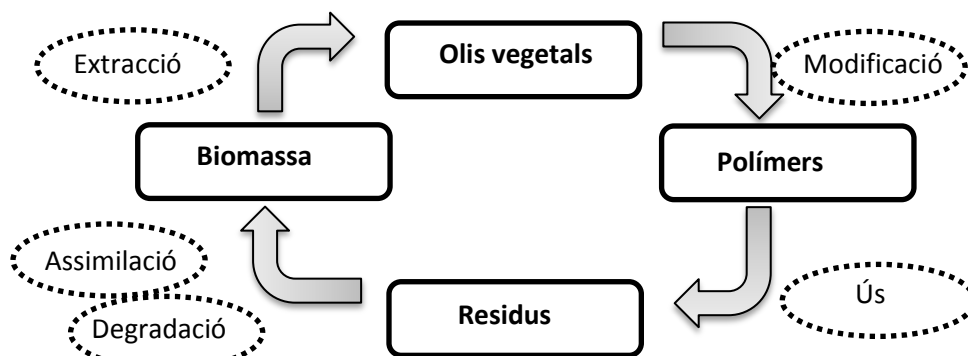 Olis vegetals
Extracció
Modificació
Biomassa
Polímers
Assimilació
Degradació
Residus
Ús